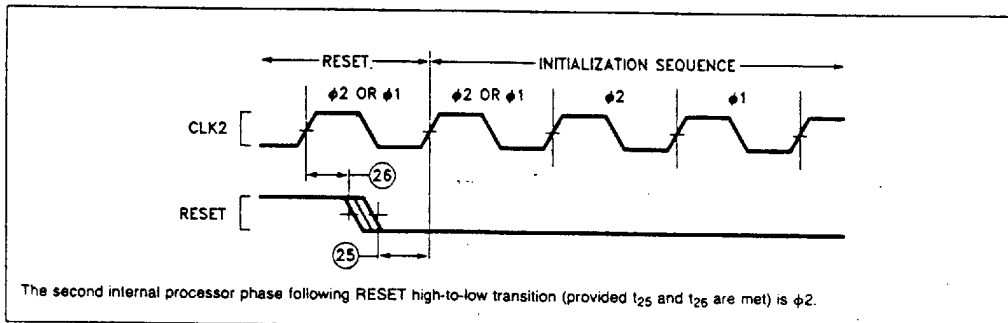 RESET. INITIALIZATION SEQUENCE
ϕ2 OR ϕ1 ϕ2 OR ϕ1 ϕ2 ϕ1
CLK2
26
RESET
25
The second internal processor phase following RESET high-to-low transition (provided t25 and t26 are met) is ϕ2.